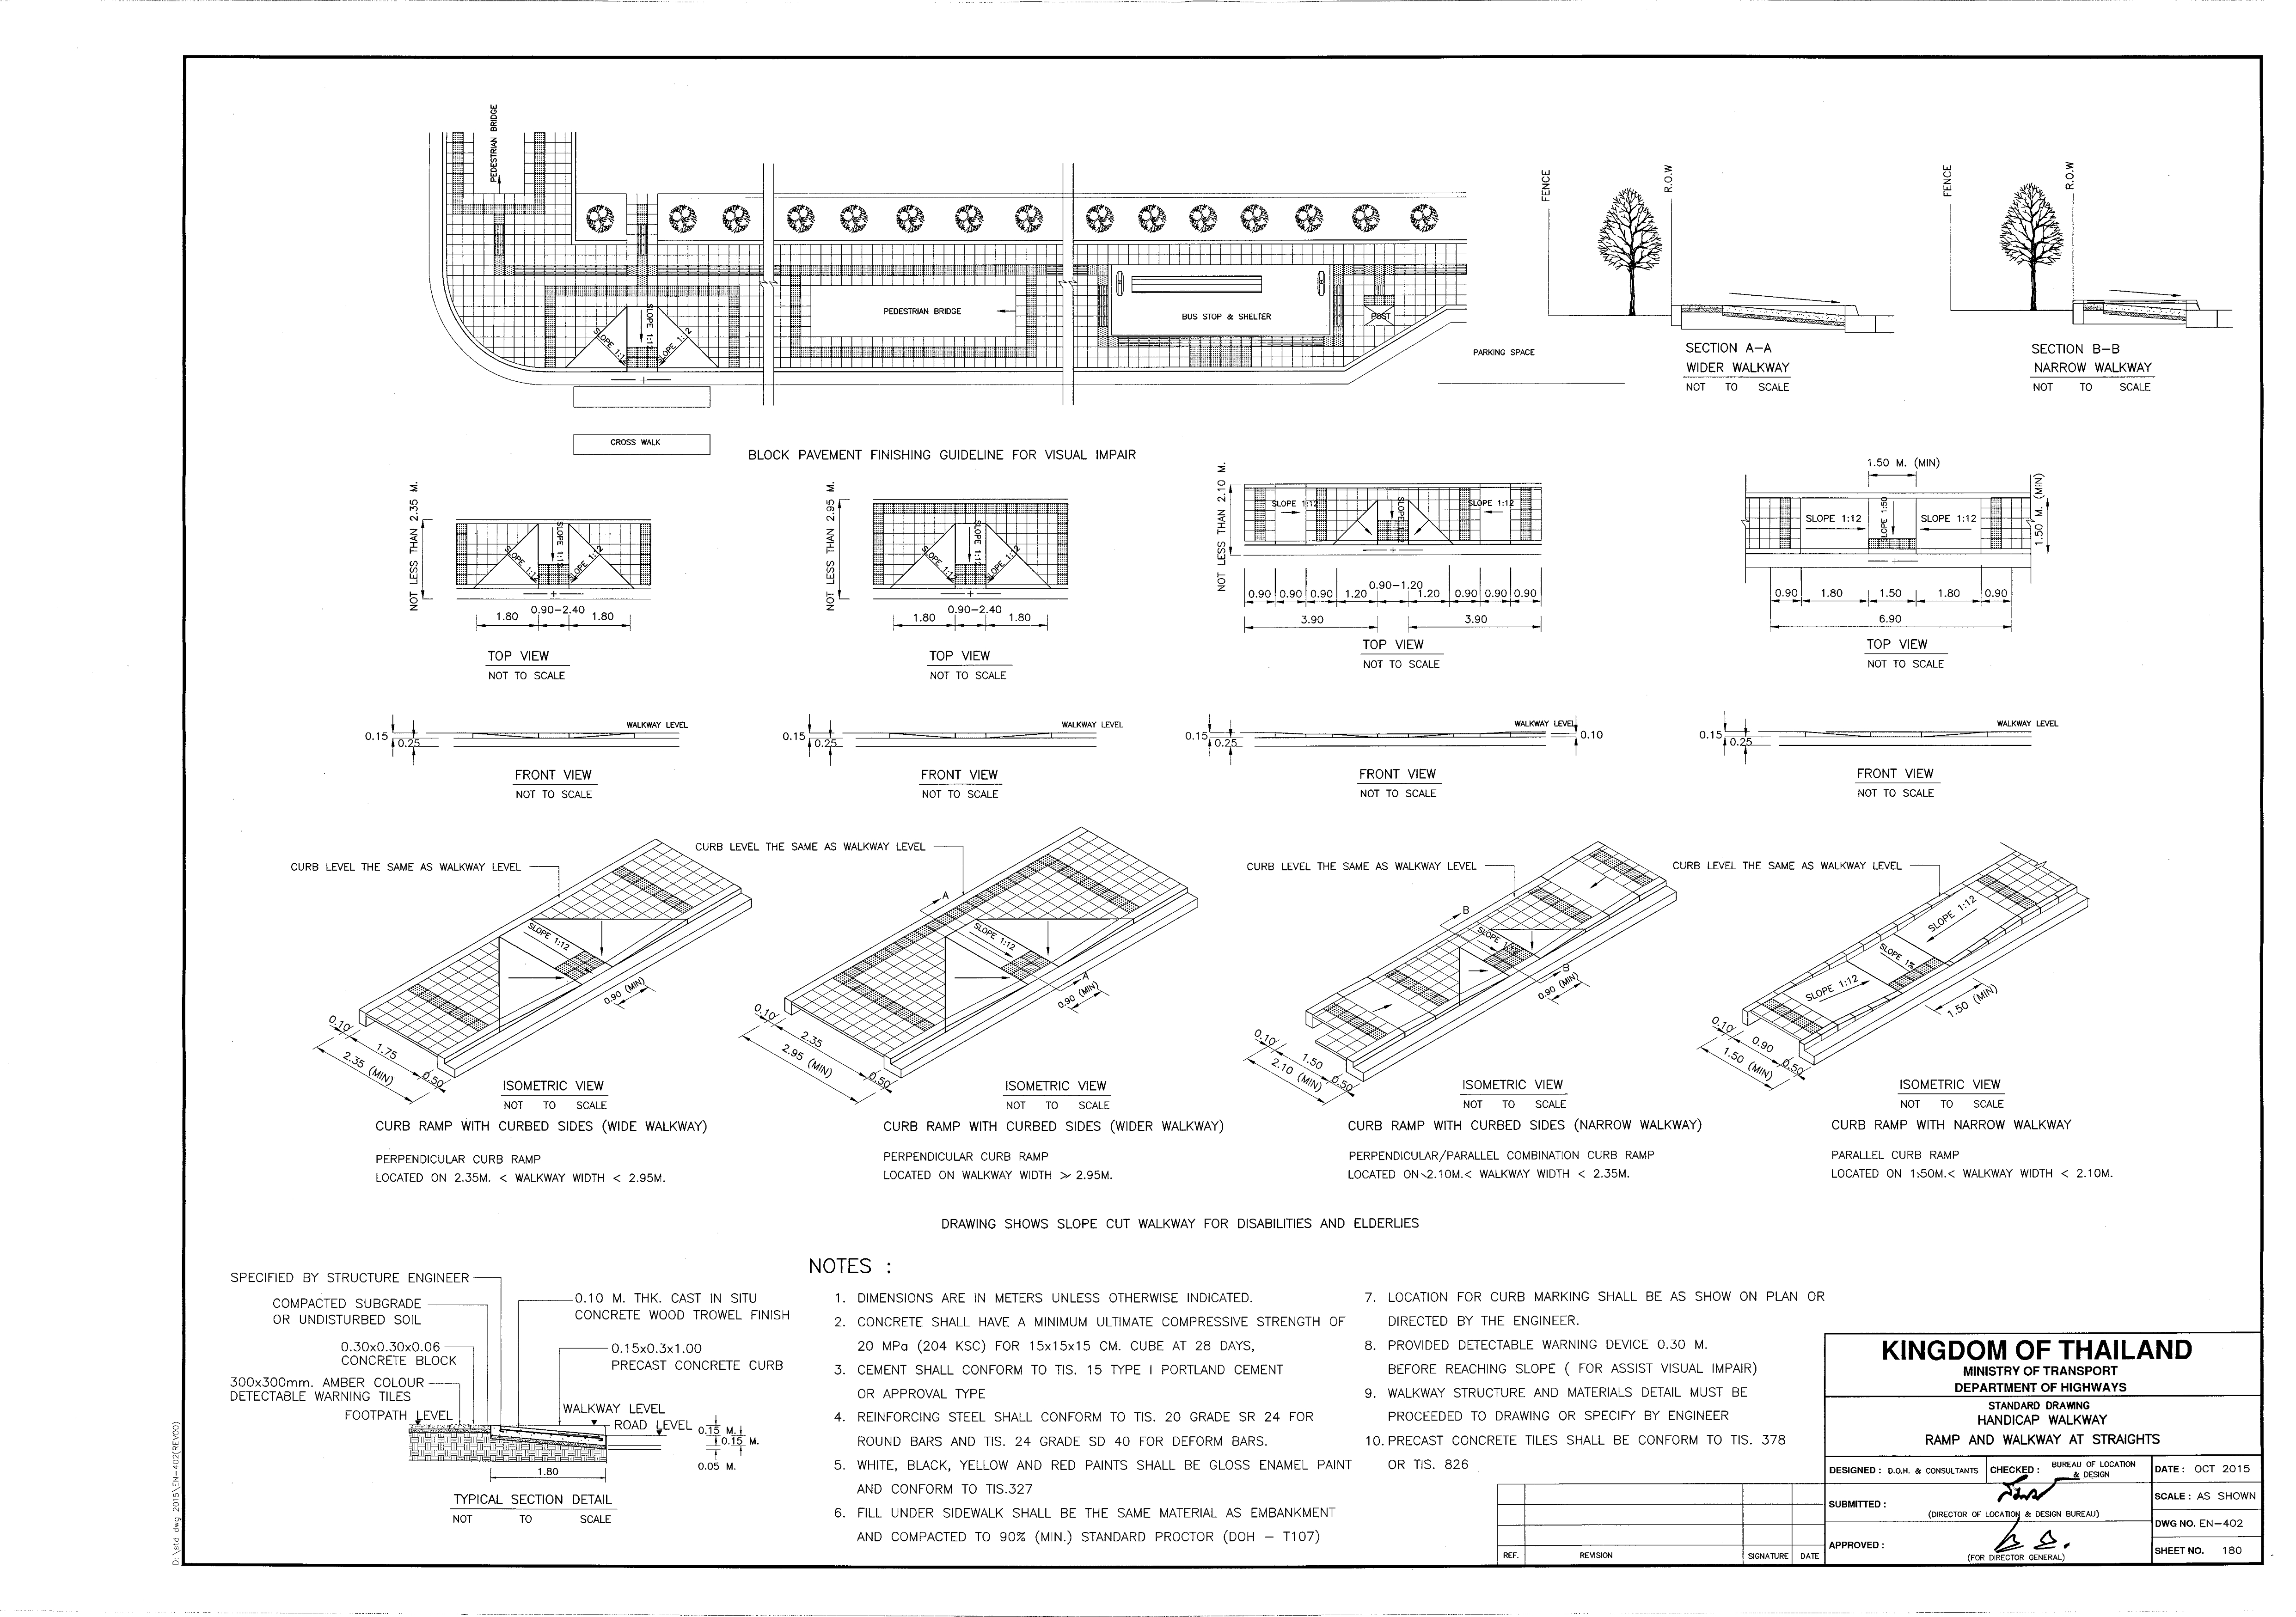 PEDESTRIAN BRIDGE
SLOPE 1:12
SLOPE 1:12
SLOPE 1:12
PEDESTRIAN BRIDGE
BUS STOP & SHELTER
POST
PARKING SPACE
CROSS WALK
BLOCK PAVEMENT FINISHING GUIDELINE FOR VISUAL IMPAIR
FENCE
R.O.W
SECTION A-A
WIDER WALKWAY
NOT TO SCALE
FENCE
R.O.W
SECTION B-B
NARROW WALKWAY
NOT TO SCALE
NOT LESS THAN 2.35 M.
SLOPE 1:12
SLOPE 1:12
SLOPE 1:12
0.90-2.40
1.80 1.80
TOP VIEW
NOT TO SCALE
NOT LESS THAN 2.95 M.
SLOPE 1:12
SLOPE 1:12
SLOPE 1:12
0.90-2.40
1.80 1.80
TOP VIEW
NOT TO SCALE
NOT LESS THAN 2.10 M.
SLOPE 1:12
SLOPE 1:12
SLOPE 1:12
0.90-1.20
0.90 0.90 0.90 1.20 1.20 0.90 0.90 0.90
3.90 3.90
TOP VIEW
NOT TO SCALE
1.50 M. (MIN)
1.50 M. (MIN)
SLOPE 1:12
SLOPE 1:50
SLOPE 1:12
0.90 1.80 1.50 1.80 0.90
6.90
TOP VIEW
NOT TO SCALE
WALKWAY LEVEL
0.15
0.25
FRONT VIEW
NOT TO SCALE
WALKWAY LEVEL
0.15
0.25
FRONT VIEW
NOT TO SCALE
WALKWAY LEVEL
0.15
0.25
0.10
FRONT VIEW
NOT TO SCALE
WALKWAY LEVEL
0.15
0.25
FRONT VIEW
NOT TO SCALE
CURB LEVEL THE SAME AS WALKWAY LEVEL
SLOPE 1:12
0.90 (MIN)
0.10
1.75
2.35 (MIN)
0.50
ISOMETRIC VIEW
NOT TO SCALE
CURB RAMP WITH CURBED SIDES (WIDE WALKWAY)
PERPENDICULAR CURB RAMP
LOCATED ON 2.35M. < WALKWAY WIDTH < 2.95M.
CURB LEVEL THE SAME AS WALKWAY LEVEL
A
SLOPE 1:12
A
0.90 (MIN)
0.10
2.35
2.95 (MIN)
0.50
ISOMETRIC VIEW
NOT TO SCALE
CURB RAMP WITH CURBED SIDES (WIDER WALKWAY)
PERPENDICULAR CURB RAMP
LOCATED ON WALKWAY WIDTH > 2.95M.
CURB LEVEL THE SAME AS WALKWAY LEVEL
B
SLOPE
B
0.90 (MIN)
0.10
1.50
2.10 (MIN)
0.50
ISOMETRIC VIEW
NOT TO SCALE
CURB RAMP WITH CURBED SIDES (NARROW WALKWAY)
PERPENDICULAR/PARALLEL COMBINATION CURB RAMP
LOCATED ON 2.10M.< WALKWAY WIDTH < 2.35M.
CURB LEVEL THE SAME AS WALKWAY LEVEL
SLOPE 1:12
SLOPE 1%
SLOPE 1:12
1.50 (MIN)
0.10
0.90
1.50 (MIN)
0.50
ISOMETRIC VIEW
NOT TO SCALE
CURB RAMP WITH NARROW WALKWAY
PARALLEL CURB RAMP
LOCATED ON 1.50M.< WALKWAY WIDTH < 2.10M.
DRAWING SHOWS SLOPE CUT WALKWAY FOR DISABILITIES AND ELDERLIES
SPECIFIED BY STRUCTURE ENGINEER
COMPACTED SUBGRADE
OR UNDISTURBED SOIL
0.30x0.30x0.06
CONCRETE BLOCK
300x300mm. AMBER COLOUR
DETECTABLE WARNING TILES
FOOTPATH LEVEL
0.10 M. THK. CAST IN SITU
CONCRETE WOOD TROWEL FINISH
0.15x0.3x1.00
PRECAST CONCRETE CURB
WALKWAY LEVEL
ROAD LEVEL
0.15 M.
0.15 M.
0.05 M.
1.80
TYPICAL SECTION DETAIL
NOT TO SCALE
NOTES :
1. DIMENSIONS ARE IN METERS UNLESS OTHERWISE INDICATED.
2. CONCRETE SHALL HAVE A MINIMUM ULTIMATE COMPRESSIVE STRENGTH OF
20 MPa (204 KSC) FOR 15x15x15 CM. CUBE AT 28 DAYS,
3. CEMENT SHALL CONFORM TO TIS. 15 TYPE I PORTLAND CEMENT
OR APPROVAL TYPE
4. REINFORCING STEEL SHALL CONFORM TO TIS. 20 GRADE SR 24 FOR
ROUND BARS AND TIS. 24 GRADE SD 40 FOR DEFORM BARS.
5. WHITE, BLACK, YELLOW AND RED PAINTS SHALL BE GLOSS ENAMEL PAINT
AND CONFORM TO TIS.327
6. FILL UNDER SIDEWALK SHALL BE THE SAME MATERIAL AS EMBANKMENT
AND COMPACTED TO 90% (MIN.) STANDARD PROCTOR (DOH - T107)
7. LOCATION FOR CURB MARKING SHALL BE AS SHOW ON PLAN OR
DIRECTED BY THE ENGINEER.
8. PROVIDED DETECTABLE WARNING DEVICE 0.30 M.
BEFORE REACHING SLOPE ( FOR ASSIST VISUAL IMPAIR)
9. WALKWAY STRUCTURE AND MATERIALS DETAIL MUST BE
PROCEEDED TO DRAWING OR SPECIFY BY ENGINEER
10. PRECAST CONCRETE TILES SHALL BE CONFORM TO TIS. 378
OR TIS. 826
REF. REVISION SIGNATURE DATE
KINGDOM OF THAILAND
MINISTRY OF TRANSPORT
DEPARTMENT OF HIGHWAYS
STANDARD DRAWING
HANDICAP WALKWAY
RAMP AND WALKWAY AT STRAIGHTS
DESIGNED : D.O.H. & CONSULTANTS
CHECKED : BUREAU OF LOCATION
& DESIGN
DATE : OCT 2015
SUBMITTED :
(DIRECTOR OF LOCATION & DESIGN BUREAU)
SCALE : AS SHOWN
DWG NO. EN-402
APPROVED :
(FOR DIRECTOR GENERAL)
SHEET NO. 180
D:\std dwg 2015\EN-402(REV00)